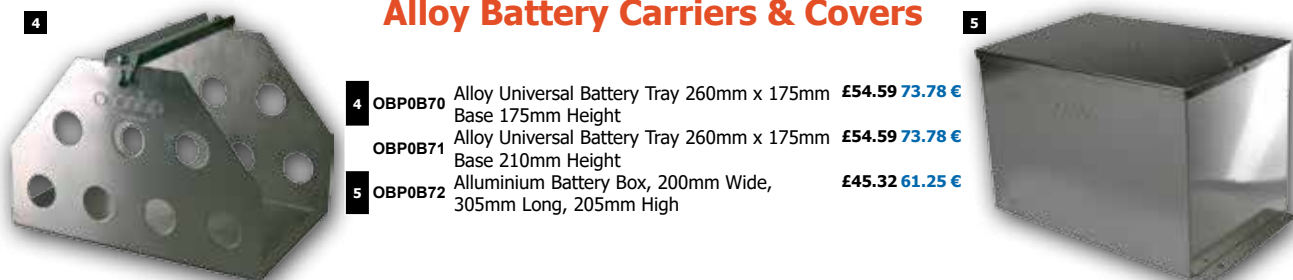 Alloy Battery Carriers & Covers
4
5
4 OBP0B70 Alloy Universal Battery Tray 260mm x 175mm £54.59 73.78 €
Base 175mm Height
OBP0B71 Alloy Universal Battery Tray 260mm x 175mm £54.59 73.78 €
Base 210mm Height
5 OBP0B72 Alluminium Battery Box, 200mm Wide, £45.32 61.25 €
305mm Long, 205mm High